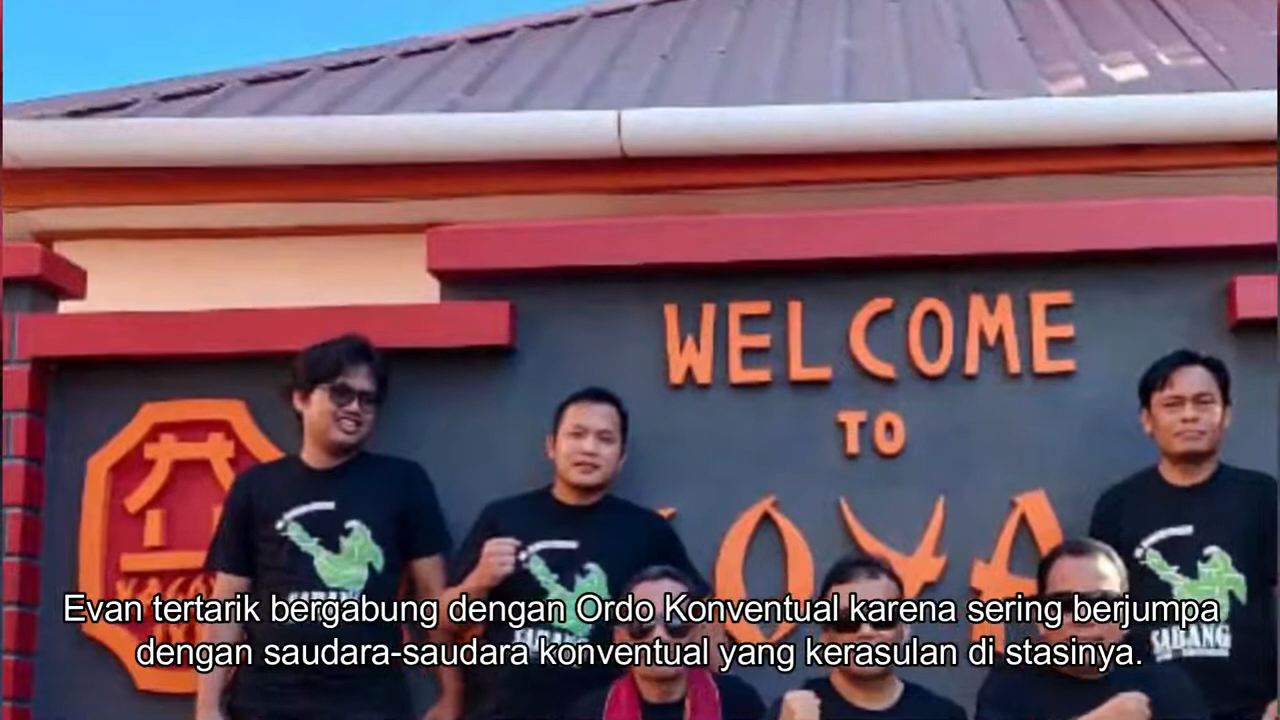 WELCOME
TO
SABANG
Evan tertarik bergabung dengan Ordo Konventual karena sering berjumpa
dengan saudara-saudara konventual yang kerasulan di stasinya.